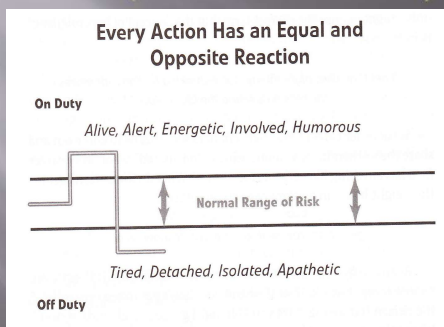 Every Action Has an Equal and
Opposite Reaction
On Duty
Alive, Alert, Energetic, Involved, Humorous
Normal Range of Risk
Tired, Detached, Isolated, Apathetic
Off Duty